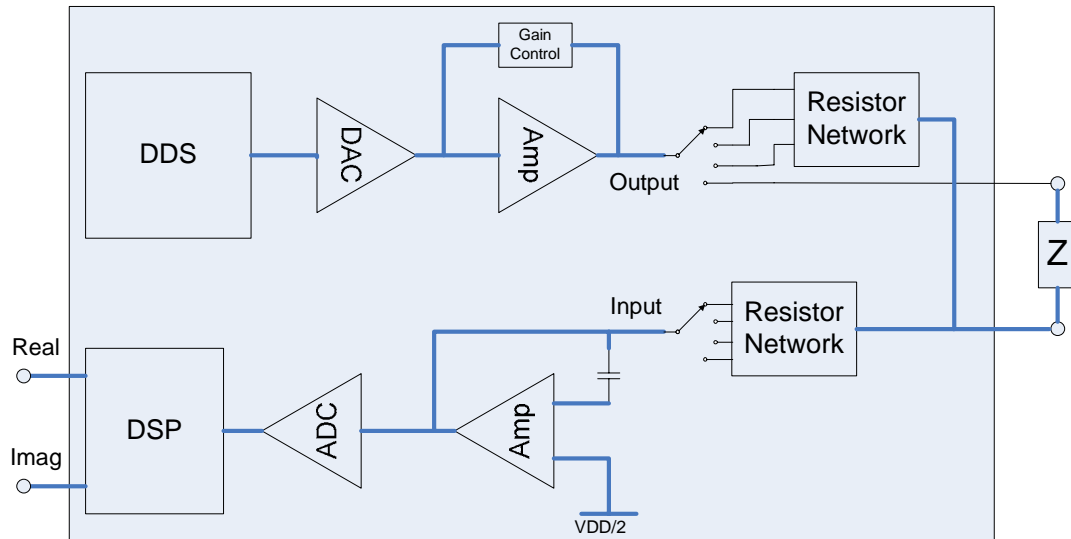 Gain
Control
DDS
DAC
Amp
Resistor
Network
Output
Z
Input
Resistor
Network
Real
DSP
ADC
Amp
Imag
VDD/2